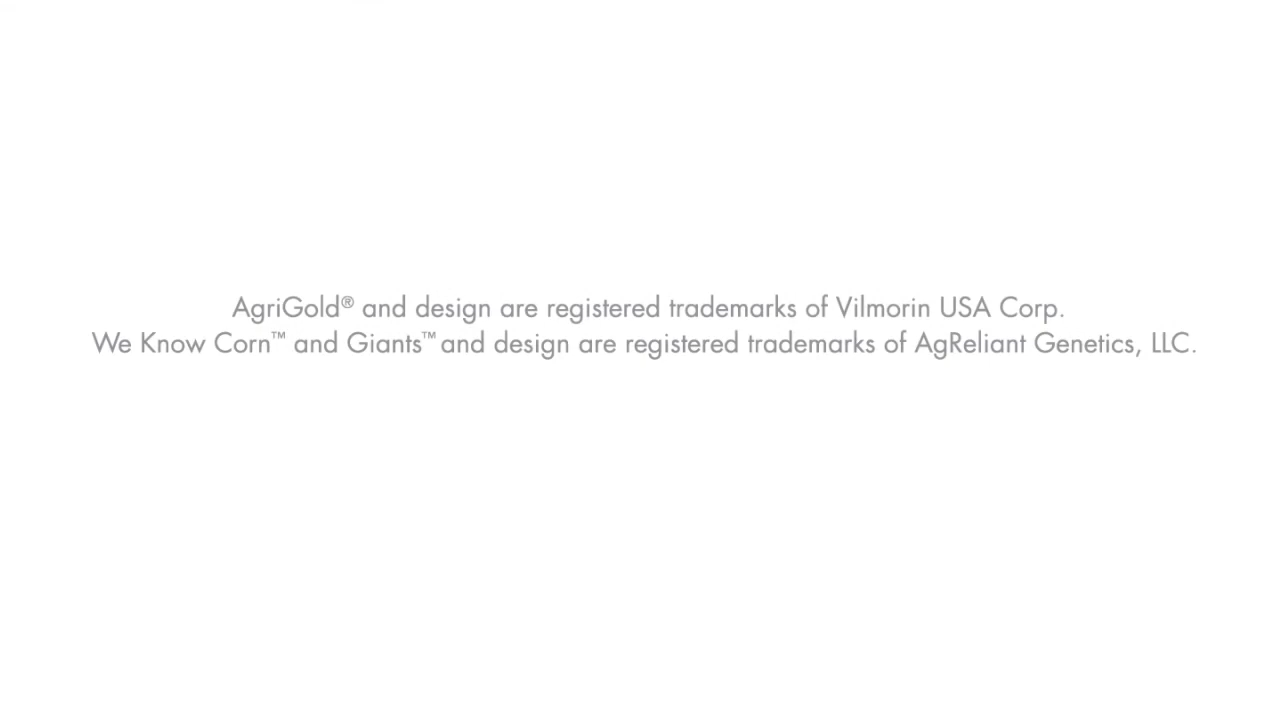 AgriGold® and design are registered trademarks of Vilmorin USA Corp.
We Know Corn™ and Giants™ and design are registered trademarks of AgReliant Genetics, LLC.